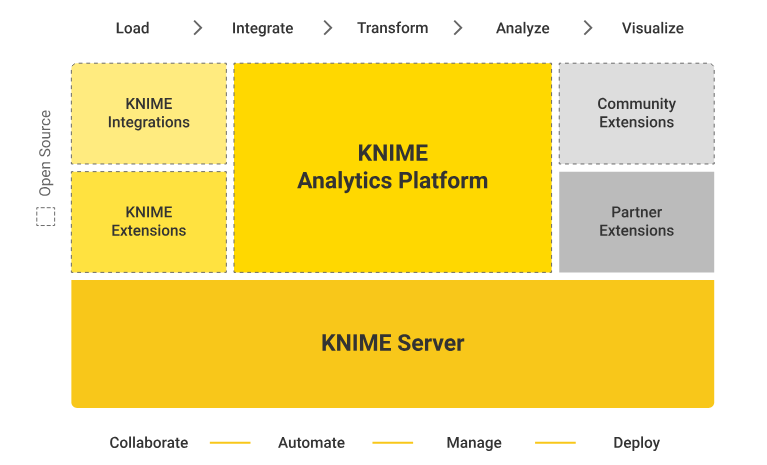 Load
Integrate
Transform
Analyze
Visualize
Open Source
KNIME
Integrations
KNIME
Analytics Platform
Community
Extensions
KNIME
Extensions
Partner
Extensions
KNIME Server
Collaborate
Automate
Manage
Deploy